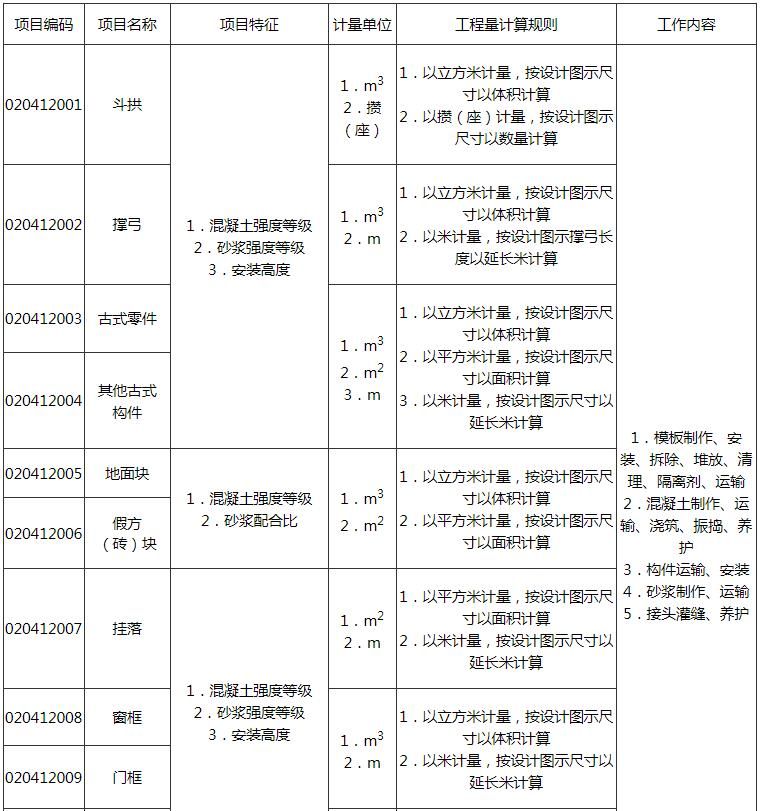 项目编码 项目名称 项目特征 计量单位 工程量计算规则 工作内容
020412001 斗拱
1．m3
2．攒
（座）
1．以立方米计量，按设计图示尺
寸以体积计算
2．以攒（座）计量，按设计图示
尺寸以数量计算
020412002 撑弓
1．混凝土强度等级
2．砂浆强度等级
3．安装高度
1．m3
2．m
1．以立方米计量，按设计图示尺
寸以体积计算
2．以米计量，按设计图示撑弓长
度以延长米计算
020412003 古式零件
020412004 其他古式
构件
1．m3
2．m2
3．m
1．以立方米计量，按设计图示尺
寸以体积计算
2．以平方米计量，按设计图示尺
寸以面积计算
3．以米计量，按设计图示尺寸以
延长米计算
020412005 地面块
020412006 假方
（砖）块
1．混凝土强度等级
2．砂浆配合比
1．m3
2．m2
1．以立方米计量，按设计图示尺
寸以体积计算
2．以平方米计量，按设计图示尺
寸以面积计算
1．模板制作、安
装、拆除、堆放、清
理、隔离剂、运输
2．混凝土制作、运
输、浇筑、振捣、养
护
3．构件运输、安装
4．砂浆制作、运输
5．接头灌缝、养护
020412007 挂落
1．m2
2．m
1．以平方米计量，按设计图示尺
寸以面积计算
2．以米计量，按设计图示尺寸以
延长米计算
1．混凝土强度等级
2．砂浆强度等级
3．安装高度
020412008 窗框
020412009 门框
1．m3
2．m
1．以立方米计量，按设计图示尺
寸以体积计算
2．以米计量，按设计图示尺寸以
延长米计算